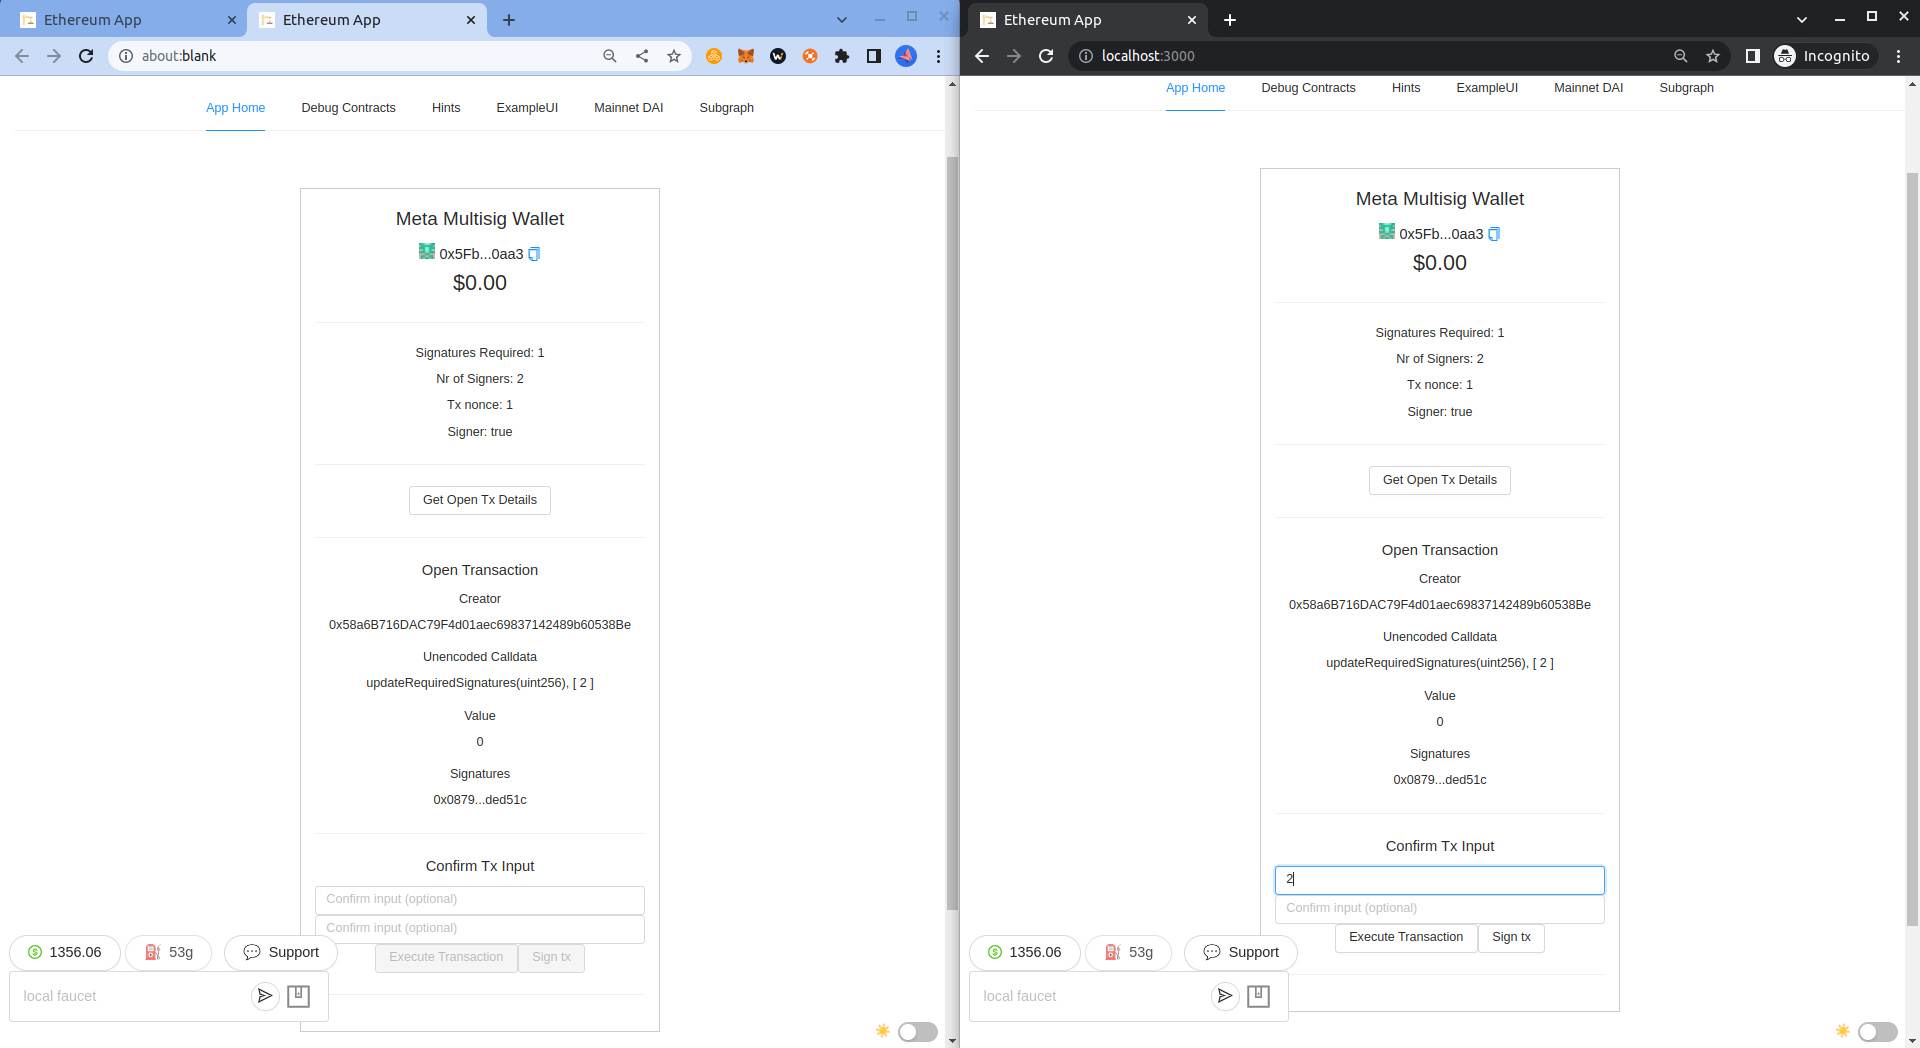 Ethereum App
Ethereum App
about:blank
App Home Debug Contracts Hints ExampleUI Mainnet DAI Subgraph
Meta Multisig Wallet
0x5Fb...0aa3
$0.00
Signatures Required: 1
Nr of Signers: 2
Tx nonce: 1
Signer: true
Get Open Tx Details
Open Transaction
Creator
0x58a6B716DAC79F4d01aec69837142489b60538Be
Unencoded Calldata
updateRequiredSignatures(uint256), [ 2 ]
Value
0
Signatures
0x0879...ded51c
Confirm Tx Input
Confirm input (optional)
Confirm input (optional)
Execute Transaction Sign tx
1356.06 53g Support
local faucet
Ethereum App
localhost:3000 Incognito
App Home Debug Contracts Hints ExampleUI Mainnet DAI Subgraph
Meta Multisig Wallet
0x5Fb...0aa3
$0.00
Signatures Required: 1
Nr of Signers: 2
Tx nonce: 1
Signer: true
Get Open Tx Details
Open Transaction
Creator
0x58a6B716DAC79F4d01aec69837142489b60538Be
Unencoded Calldata
updateRequiredSignatures(uint256), [ 2 ]
Value
0
Signatures
0x0879...ded51c
Confirm Tx Input
2
Confirm input (optional)
Execute Transaction Sign tx
1356.06 53g Support
local faucet